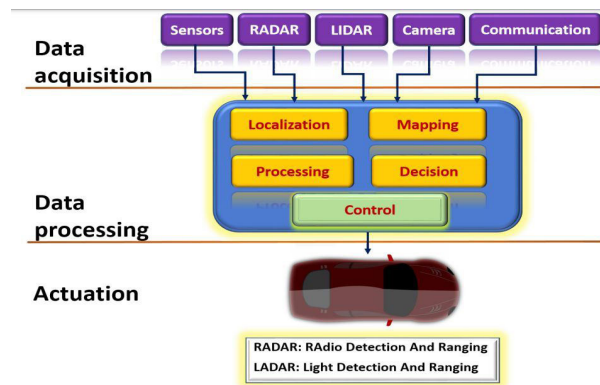 Sensors
RADAR
LIDAR
Camera
Communication
Data
acquisition
Localization
Mapping
Processing
Decision
Control
Data
processing
Actuation
RADAR: RAdio Detection And Ranging
LADAR: Light Detection And Ranging